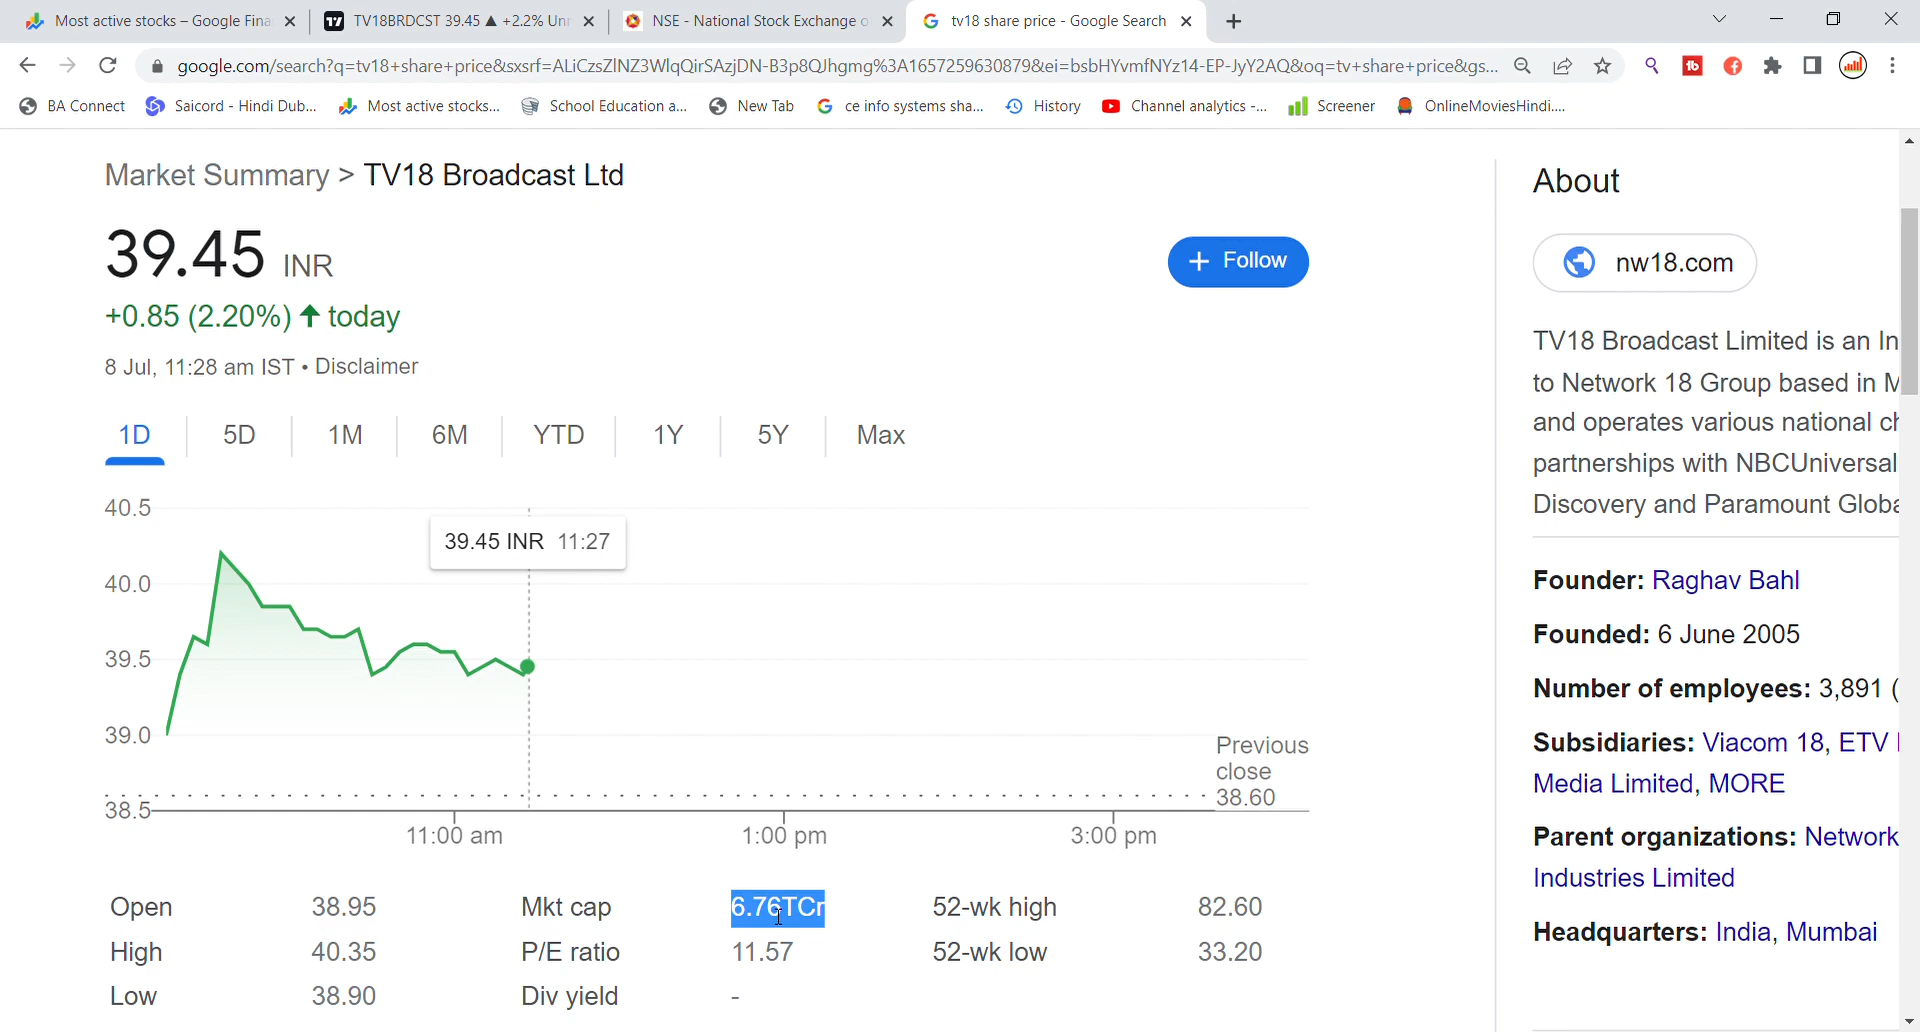 Most active stocks – Google Fina
TV18BRDCST 39.45 ▲ +2.2% Unn
NSE - National Stock Exchange o
tv18 share price - Google Search
google.com/search?q=tv18+share+price&sxsrf=ALiCzsZlNZ3WlqQirSAzjDN-B3p8QJhgmg%3A1657259630879&ei=bsbHYvmfNYz14-EP-JyY2AQ&oq=tv+share+price&gs...
BA Connect
Saicord - Hindi Dub...
Most active stocks...
School Education a...
New Tab
ce info systems sha...
History
Channel analytics -...
Screener
OnlineMoviesHindi....
Market Summary > TV18 Broadcast Ltd
39.45 INR
+ Follow
+0.85 (2.20%) ↑ today
8 Jul, 11:28 am IST • Disclaimer
1D 5D 1M 6M YTD 1Y 5Y Max
40.5
39.45 INR 11:27
40.0
39.5
39.0
Previous
close
38.60
38.5
11:00 am 1:00 pm 3:00 pm
Open 38.95 Mkt cap 6.76TCr 52-wk high 82.60
High 40.35 P/E ratio 11.57 52-wk low 33.20
Low 38.90 Div yield -
About
nw18.com
TV18 Broadcast Limited is an In
to Network 18 Group based in M
and operates various national ch
partnerships with NBCUniversal
Discovery and Paramount Globa
Founder: Raghav Bahl
Founded: 6 June 2005
Number of employees: 3,891 (
Subsidiaries: Viacom 18, ETV
Media Limited, MORE
Parent organizations: Network
Industries Limited
Headquarters: India, Mumbai